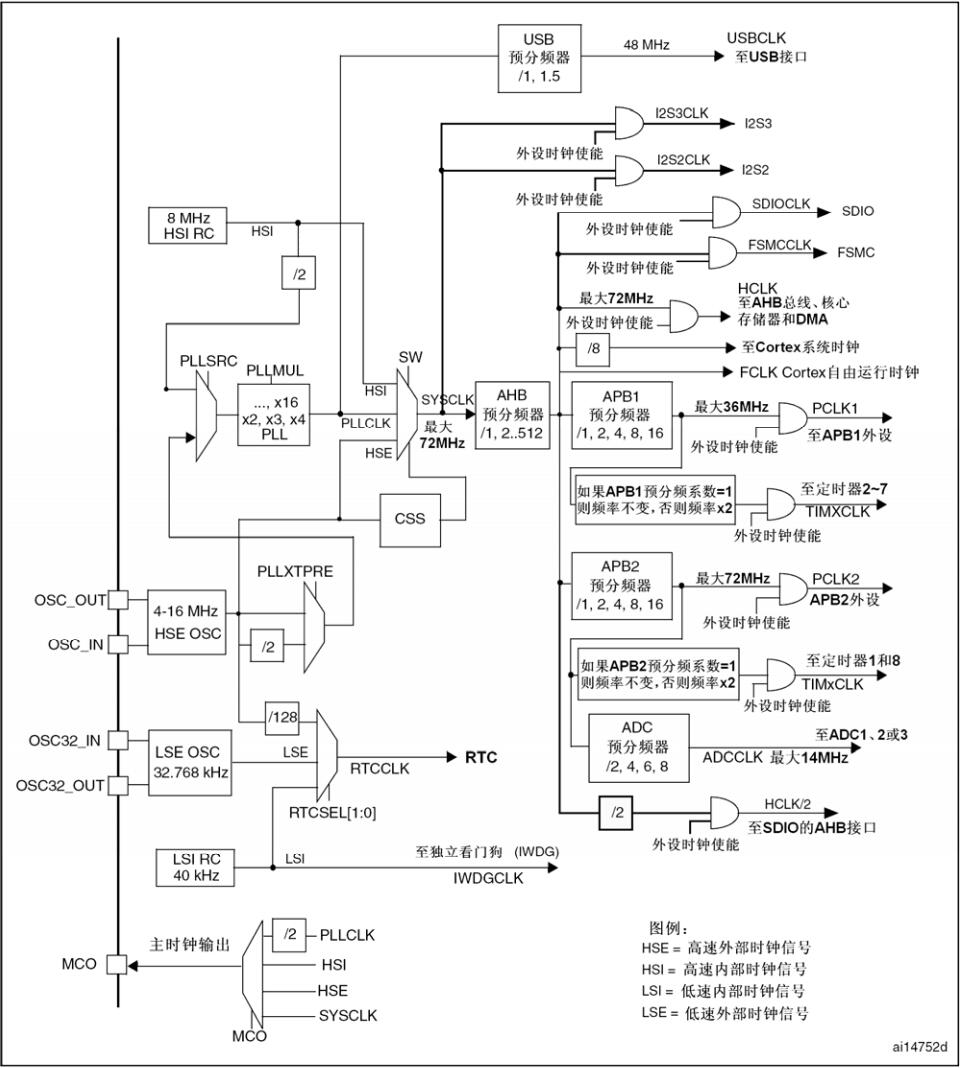 USB
预分频器
/1, 1.5
48 MHz
USBCLK
至USB接口
I2S3CLK
I2S3
外设时钟使能
I2S2CLK
I2S2
外设时钟使能
8 MHz
HSI RC
HSI
SDIOCLK
SDIO
外设时钟使能
FSMCCLK
FSMC
外设时钟使能
/2
最大72MHz
外设时钟使能
HCLK
至AHB总线、核心
存储器和DMA
/8
至Cortex系统时钟
FCLK Cortex自由运行时钟
PLLSRC
PLLMUL
..., x16
x2, x3, x4
PLL
SW
HSI
PLLCLK
HSE
SYSCLK
最大
72MHz
AHB
预分频器
/1, 2..512
APB1
预分频器
/1, 2, 4, 8, 16
最大36MHz
外设时钟使能
PCLK1
至APB1外设
CSS
如果APB1预分频系数=1
则频率不变，否则频率x2
至定时器2~7
TIMXCLK
外设时钟使能
PLLXTPRE
OSC_OUT
OSC_IN
4-16 MHz
HSE OSC
/2
APB2
预分频器
/1, 2, 4, 8, 16
最大72MHz
外设时钟使能
PCLK2
APB2外设
如果APB2预分频系数=1
则频率不变，否则频率x2
至定时器1和8
TIMxCLK
外设时钟使能
/128
OSC32_IN
OSC32_OUT
LSE OSC
32.768 kHz
LSE
RTCCLK
RTC
RTCSEL[1:0]
ADC
预分频器
/2, 4, 6, 8
至ADC1、2或3
ADCCLK 最大14MHz
/2
HCLK/2
至SDIO的AHB接口
外设时钟使能
LSI RC
40 kHz
LSI
至独立看门狗 (IWDG)
IWDGCLK
MCO
主时钟输出
/2
PLLCLK
HSI
HSE
SYSCLK
MCO
图例：
HSE = 高速外部时钟信号
HSI = 高速内部时钟信号
LSI = 低速内部时钟信号
LSE = 低速外部时钟信号
ai14752d